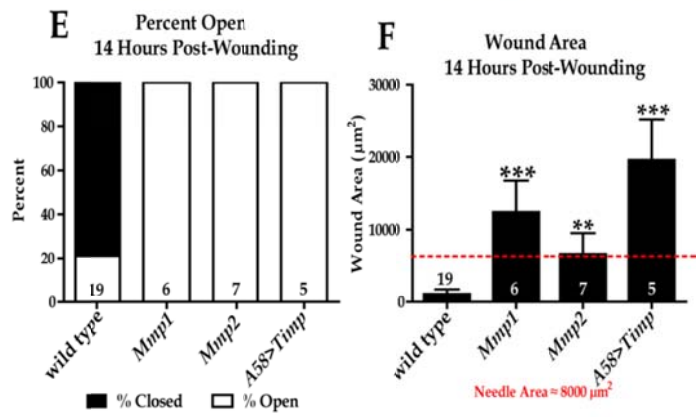 E
Percent Open
14 Hours Post-Wounding
100
80
60
40
20
0
Percent
19
6
7
5
wild type
Mmp1
Mmp2
A58>Timp
% Closed
% Open
F
Wound Area
14 Hours Post-Wounding
30000
20000
10000
0
Wound Area (μm²)
19
***
6
**
7
***
5
wild type
Mmp1
Mmp2
A58>Timp
Needle Area ≈ 8000 μm²